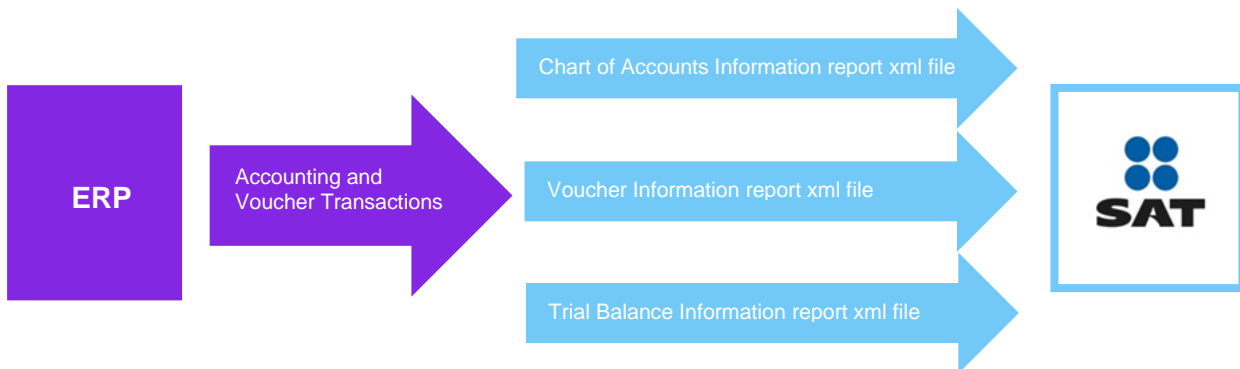 Chart of Accounts Information report xml file
ERP
Accounting and
Voucher Transactions
Voucher Information report xml file
SAT
Trial Balance Information report xml file